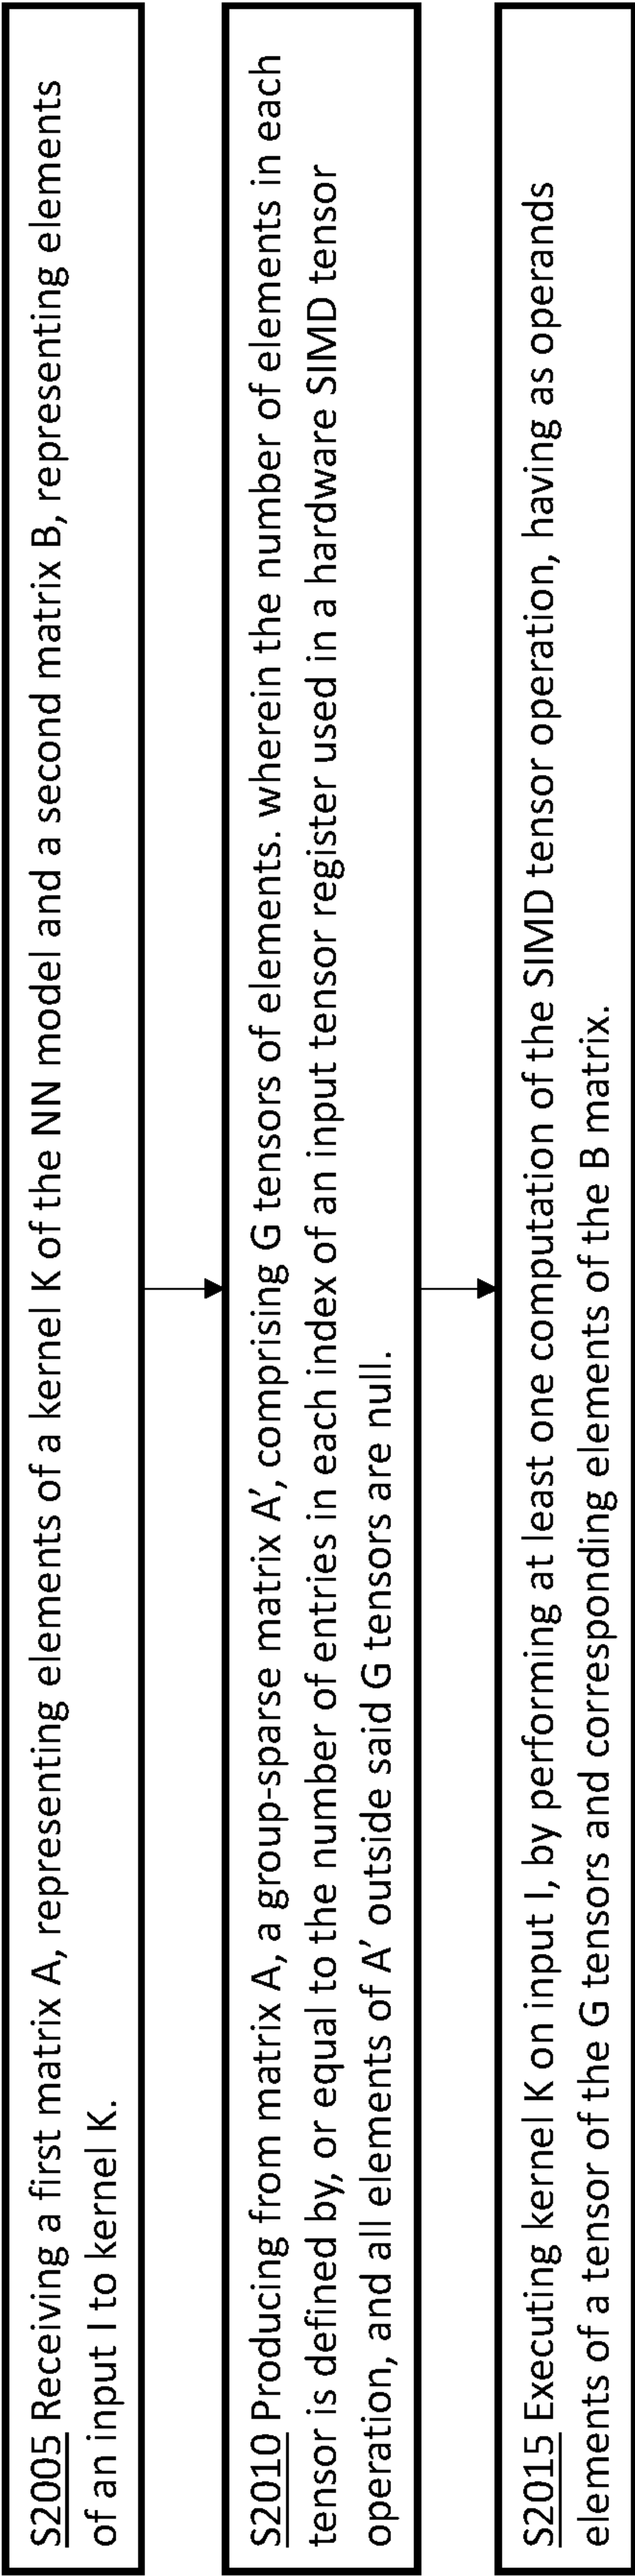 S2005 Receiving a first matrix A, representing elements of a kernel K of the NN model and a second matrix B, representing elements
of an input I to kernel K.
S2010 Producing from matrix A, a group-sparse matrix A', comprising G tensors of elements. wherein the number of elements in each
tensor is defined by, or equal to the number of entries in each index of an input tensor register used in a hardware SIMD tensor
operation, and all elements of A' outside said G tensors are null.
S2015 Executing kernel K on input I, by performing at least one computation of the SIMD tensor operation, having as operands
elements of a tensor of the G tensors and corresponding elements of the B matrix.